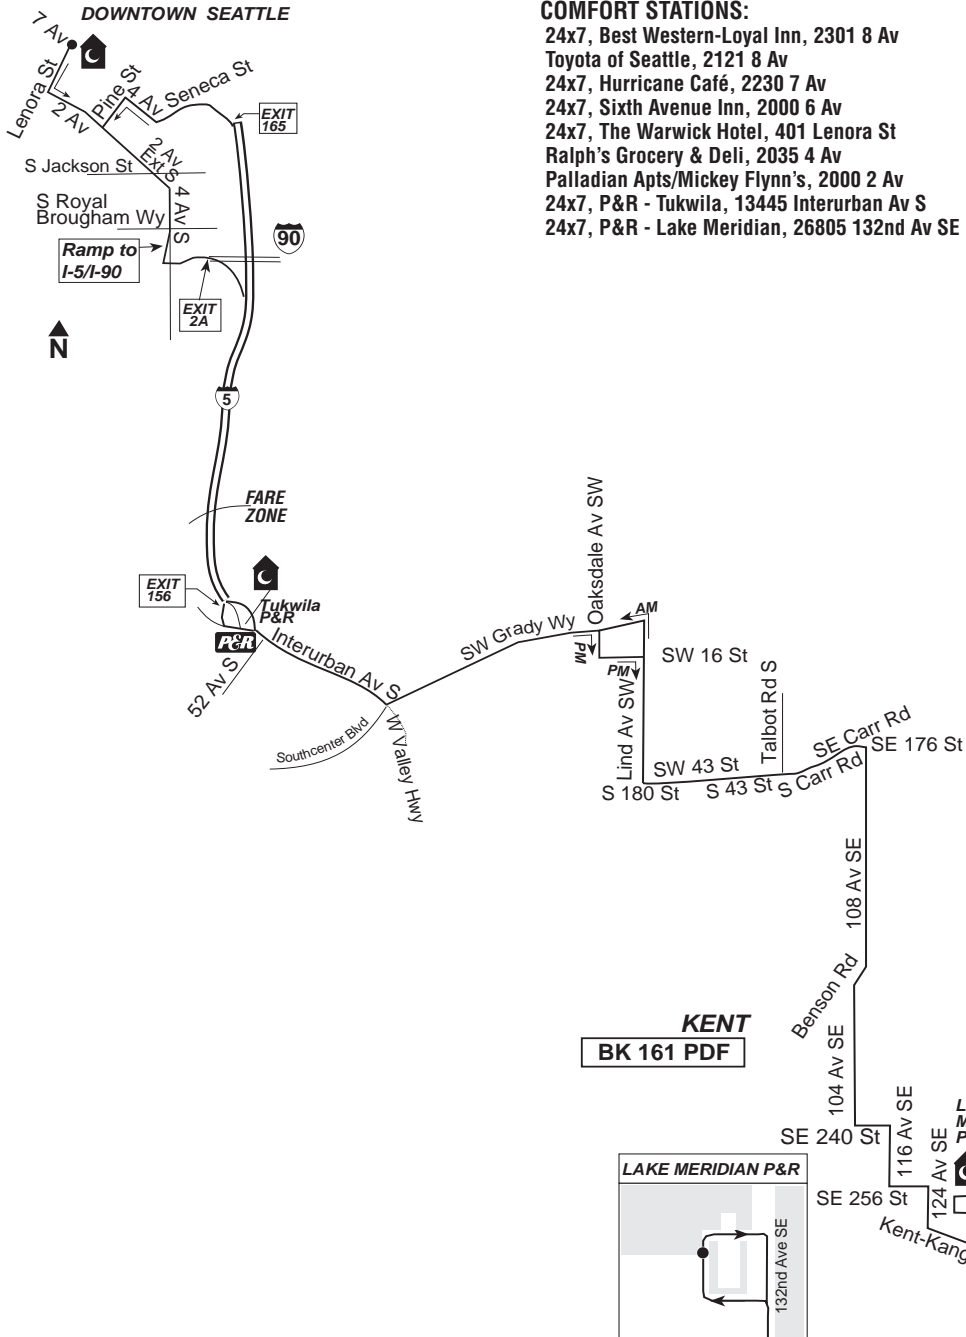 DOWNTOWN SEATTLE
COMFORT STATIONS:
24x7, Best Western-Loyal Inn, 2301 8 Av
Toyota of Seattle, 2121 8 Av
24x7, Hurricane Café, 2230 7 Av
24x7, Sixth Avenue Inn, 2000 6 Av
24x7, The Warwick Hotel, 401 Lenora St
Ralph's Grocery & Deli, 2035 4 Av
Palladian Apts/Mickey Flynn's, 2000 2 Av
24x7, P&R - Tukwila, 13445 Interurban Av S
24x7, P&R - Lake Meridian, 26805 132nd Av SE
7 Av
Lenora St
2 Av
Pine St
4 Av
Seneca St
EXIT
165
2 Av
Ext S
S Jackson St
4 Av S
S Royal
Brougham Wy
Ramp to
I-5/I-90
90
EXIT
2A
N
5
FARE
ZONE
EXIT
156
Tukwila
P&R
P&R
52 Av S
Interurban Av S
Southcenter Blvd
W Valley Hwy
SW Grady Wy
Oaksdale Av SW
AM
PM
PM
SW 16 St
Lind Av SW
Talbot Rd S
SW 43 St
S 180 St
S 43 St
S Carr Rd
SE Carr Rd
SE 176 St
108 Av SE
Benson Rd
KENT
BK 161 PDF
104 Av SE
SE 240 St
116 Av SE
SE 256 St
124 Av SE
Kent-Kang
L
M
P
LAKE MERIDIAN P&R
132nd Ave SE